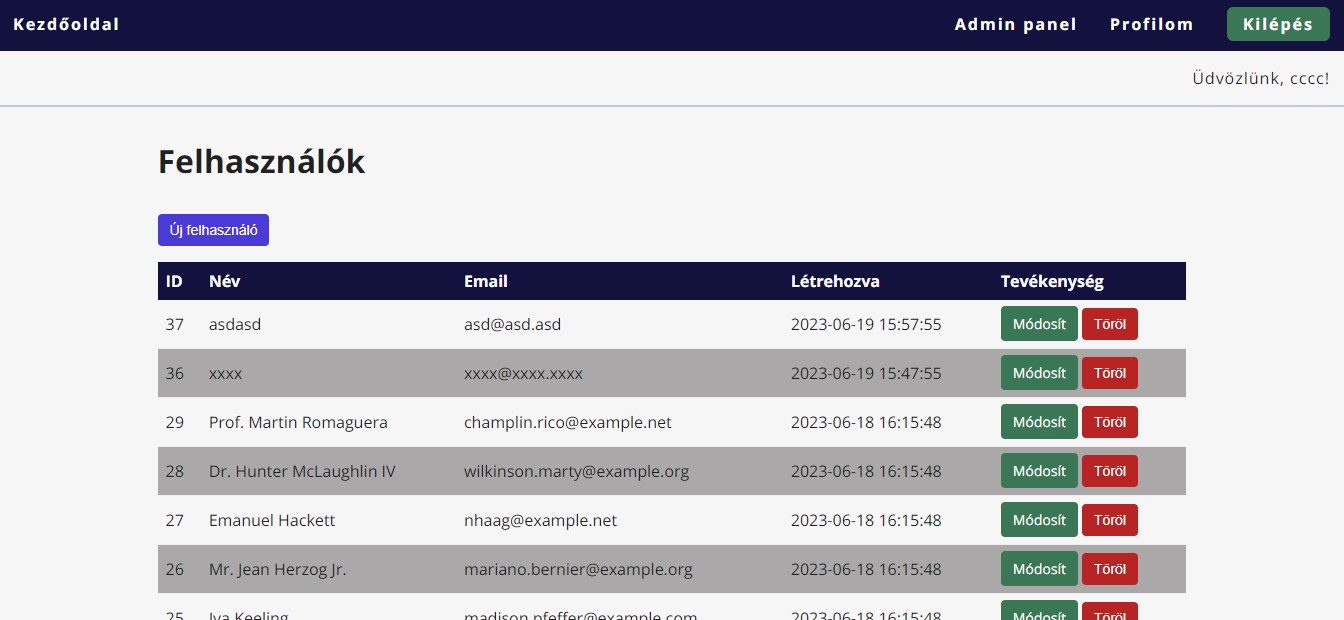 Kezdőoldal Admin panel Profilom Kilépés
Üdvözlünk, cccc!
Felhasználók
Új felhasználó
ID Név Email Létrehozva Tevékenység
37 asdasd asd@asd.asd 2023-06-19 15:57:55 Módosít Töröl
36 xxxx xxxx@xxxx.xxxx 2023-06-19 15:47:55 Módosít Töröl
29 Prof. Martin Romaguera champlin.rico@example.net 2023-06-18 16:15:48 Módosít Töröl
28 Dr. Hunter McLaughlin IV wilkinson.marty@example.org 2023-06-18 16:15:48 Módosít Töröl
27 Emanuel Hackett nhaag@example.net 2023-06-18 16:15:48 Módosít Töröl
26 Mr. Jean Herzog Jr. mariano.bernier@example.org 2023-06-18 16:15:48 Módosít Töröl
25 Iva Keeling madison.pfeffer@example.com 2023-06-18 16:15:48 Módosít Töröl